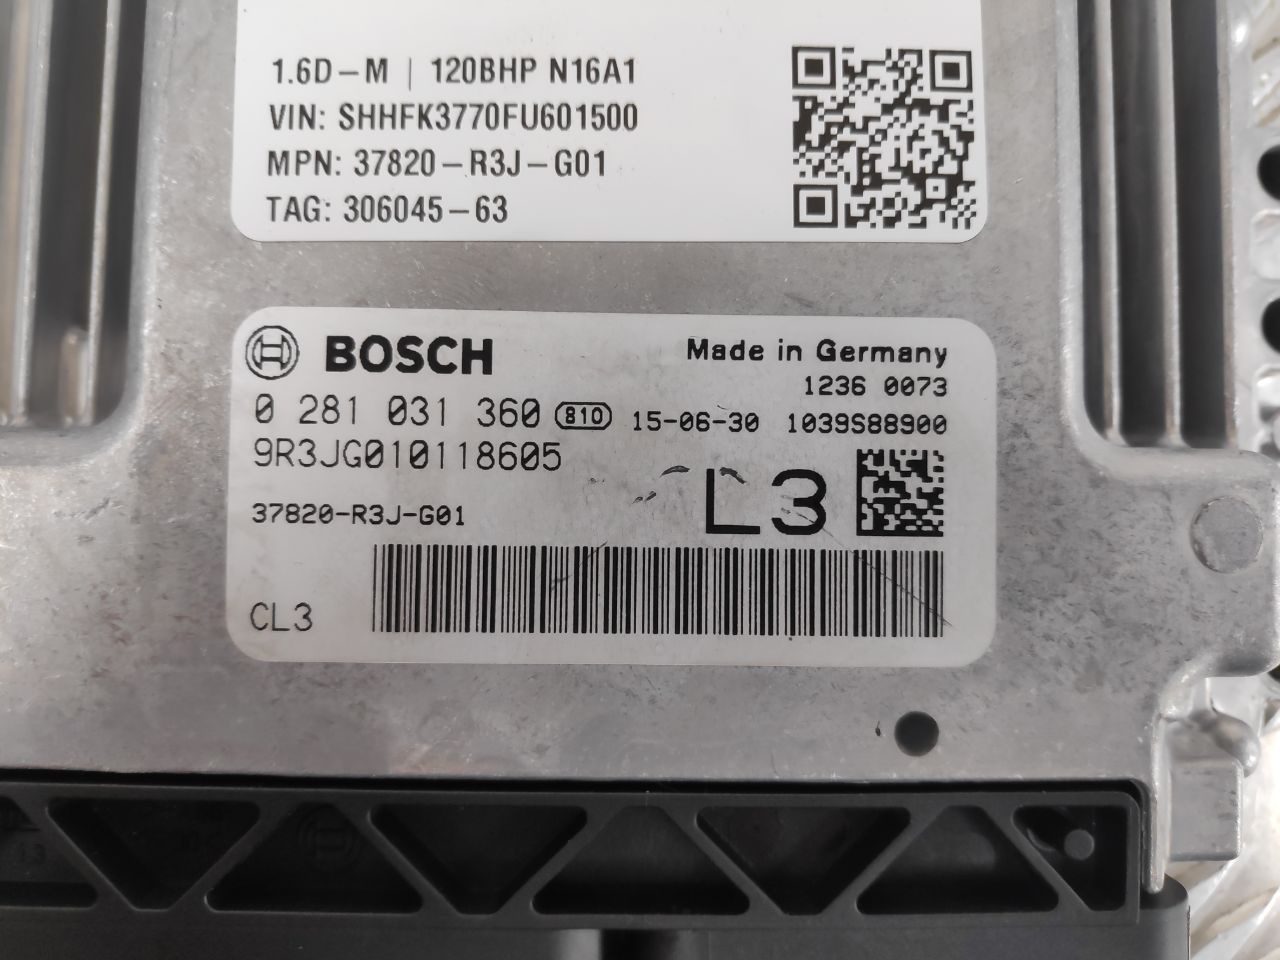 1.6D-M | 120BHP N16A1
VIN: SHHFK3770FU601500
MPN: 37820-R3J-G01
TAG: 306045-63
BOSCH
Made in Germany
1236 0073
0 281 031 360 810 15-06-30 1039S88900
9R3JG010118605
37820-R3J-G01
L3
CL3